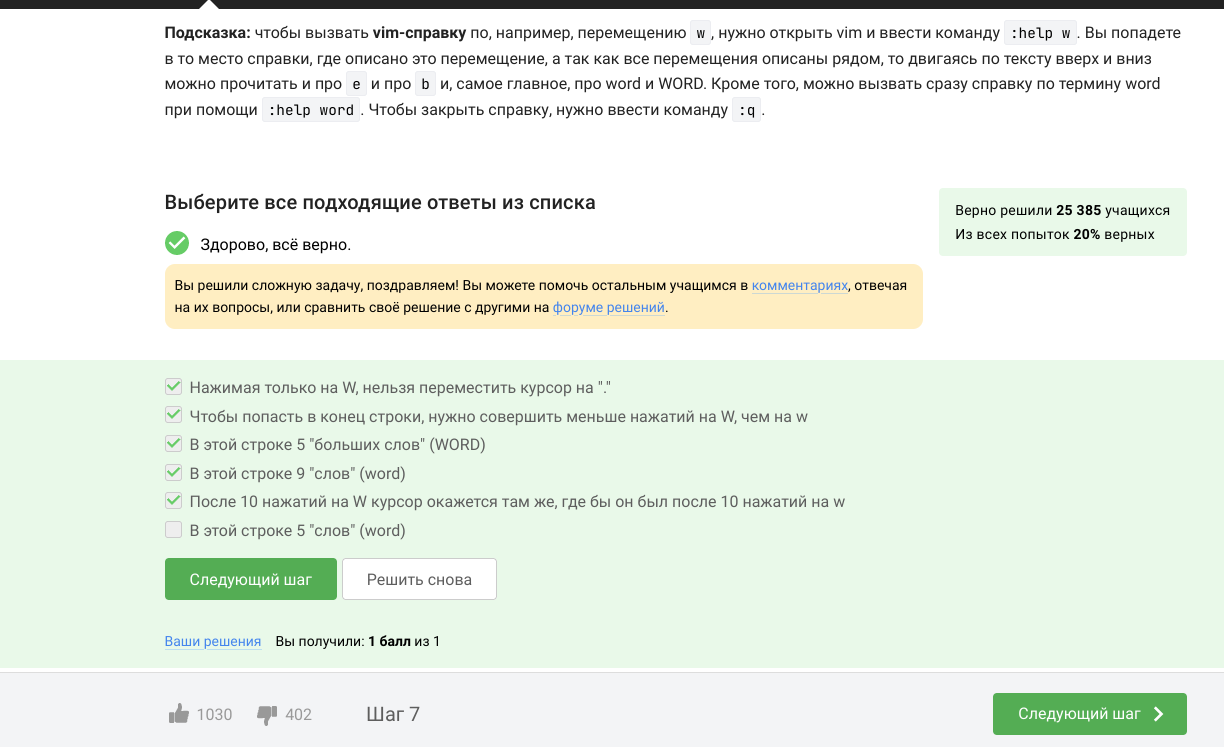 Подсказка: чтобы вызвать vim-справку по, например, перемещению w, нужно открыть vim и ввести команду :help w. Вы попадете
в то место справки, где описано это перемещение, а так как все перемещения описаны рядом, то двигаясь по тексту вверх и вниз
можно прочитать и про e и про b и, самое главное, про word и WORD. Кроме того, можно вызвать сразу справку по термину word
при помощи :help word. Чтобы закрыть справку, нужно ввести команду :q.
Выберите все подходящие ответы из списка
Верно решили 25 385 учащихся
Из всех попыток 20% верных
Здорово, всё верно.
Вы решили сложную задачу, поздравляем! Вы можете помочь остальным учащимся в комментариях, отвечая
на их вопросы, или сравнить своё решение с другими на форуме решений.
Нажимая только на W, нельзя переместить курсор на "."
Чтобы попасть в конец строки, нужно совершить меньше нажатий на W, чем на w
В этой строке 5 "больших слов" (WORD)
В этой строке 9 "слов" (word)
После 10 нажатий на W курсор окажется там же, где бы он был после 10 нажатий на w
В этой строке 5 "слов" (word)
Следующий шаг
Решить снова
Ваши решения Вы получили: 1 балл из 1
1030 402 Шаг 7
Следующий шаг